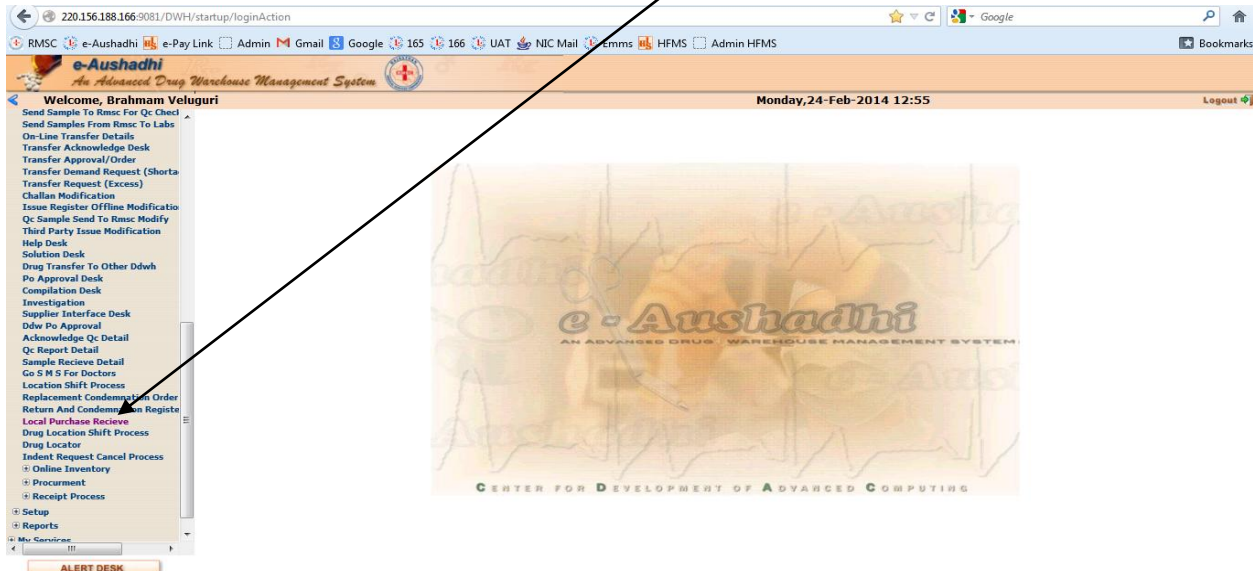 220.156.188.166:9081/DWH/startup/loginAction
Google
RMSC e-Aushadhi e-Pay Link Admin Gmail Google 165 166 UAT NIC Mail Emms HFMS Admin HFMS Bookmarks
e-Aushadhi
An Advanced Drug Warehouse Management System
Welcome, Brahmam Veluguri Monday,24-Feb-2014 12:55 Logout
Send Sample To Rmsc For Qc Check
Send Samples From Rmsc To Labs
On-Line Transfer Details
Transfer Acknowledge Desk
Transfer Approval/Order
Transfer Demand Request (Shorta
Transfer Request (Excess)
Challan Modification
Issue Register Offline Modificatio
Qc Sample Send To Rmsc Modify
Third Party Issue Modification
Help Desk
Solution Desk
Drug Transfer To Other Ddwh
Po Approval Desk
Compilation Desk
Investigation
Supplier Interface Desk
Ddw Po Approval
Acknowledge Qc Detail
Qc Report Detail
Sample Recieve Detail
Go S M S For Doctors
Location Shift Process
Replacement Condemnation Order
Return And Condemnation Registe
Local Purchase Recieve
Drug Location Shift Process
Drug Locator
Indent Request Cancel Process
Online Inventory
Procurment
Receipt Process
Setup
Reports
My Services
ALERT DESK
e - Aushadhi
AN ADVANCED DRUG WAREHOUSE MANAGEMENT SYSTEM
CENTER FOR DEVELOPMENT OF ADVANCED COMPUTING